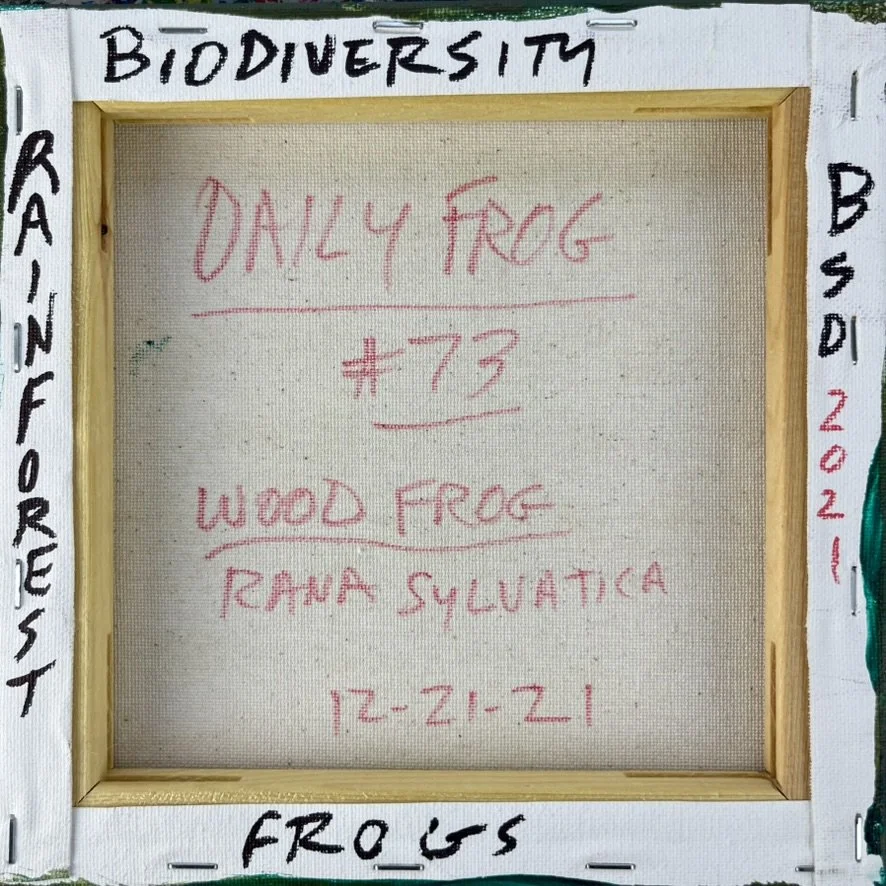 BIODIVERSITY
RAINFOREST
DAILY FROG
#73
WOOD FROG
RANA SYLVATICA
12-21-21
BSD 2021
FROGS